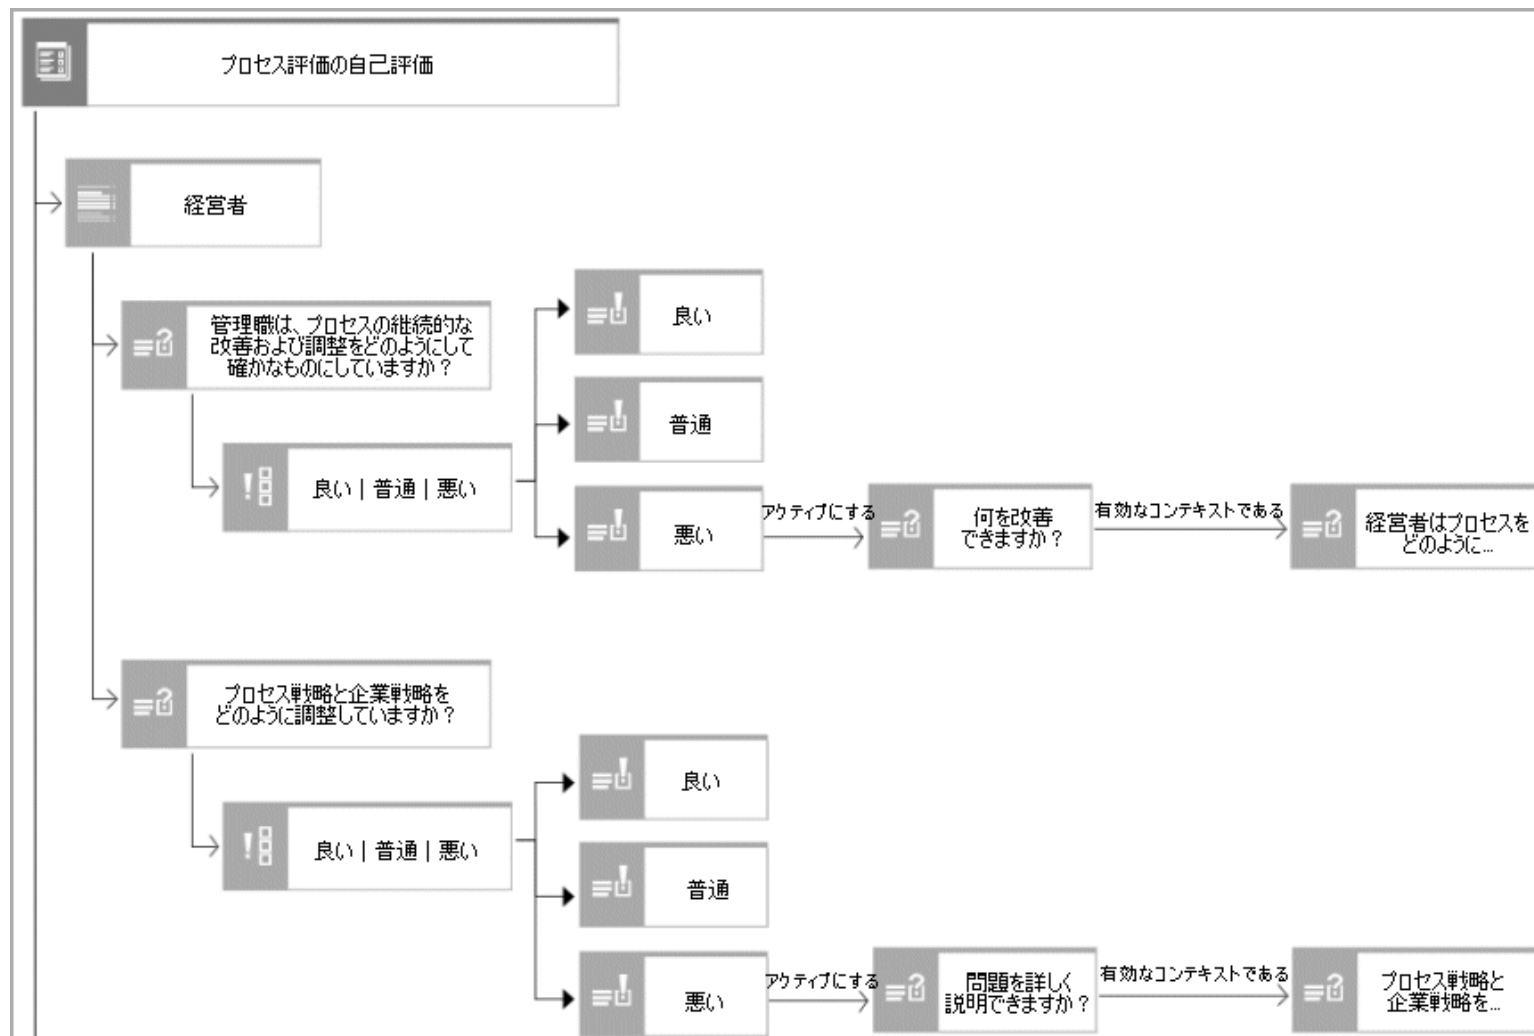 プロセス評価の自己評価
経営者
管理職は、プロセスの継続的な
改善および調整をどのようにして
確かなものにしていますか？
良い | 普通 | 悪い
良い
普通
悪い
アクティブにする
何を改善
できますか？
有効なコンテキストである
経営者はプロセスを
どのように...
プロセス戦略と企業戦略を
どのように調整していますか？
良い | 普通 | 悪い
良い
普通
悪い
アクティブにする
問題を詳しく
説明できますか？
有効なコンテキストである
プロセス戦略と
企業戦略を...